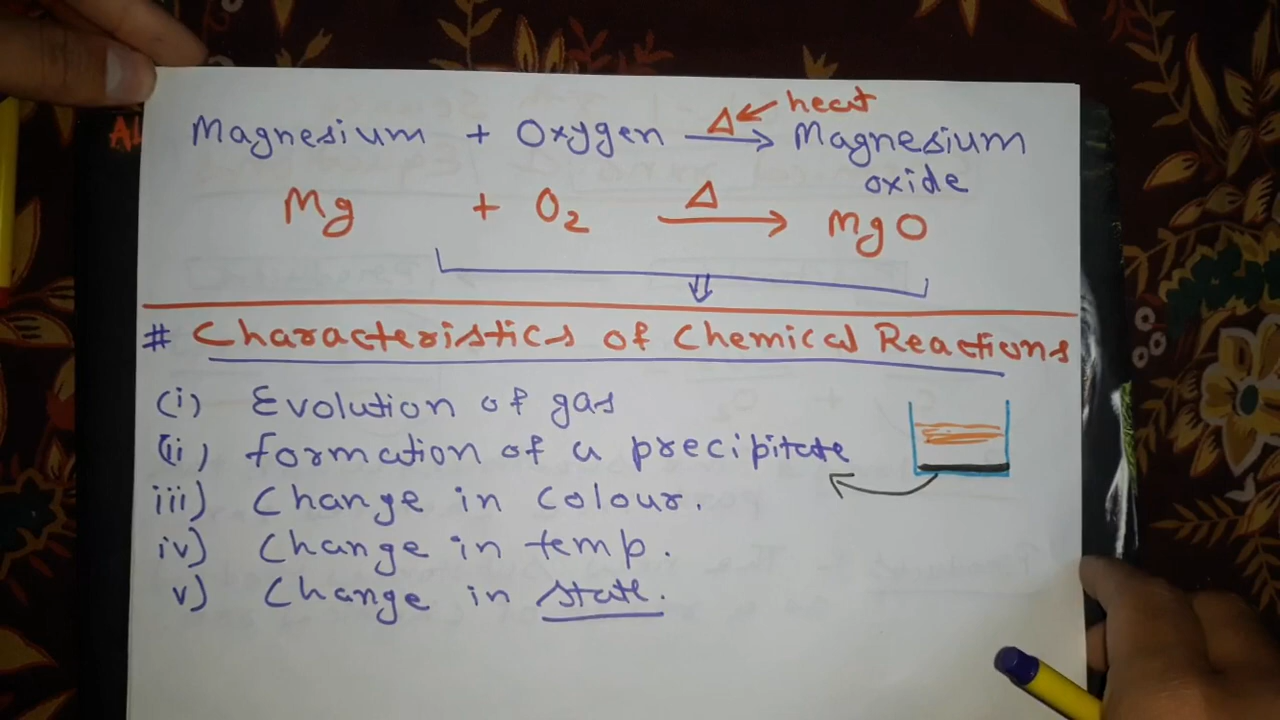 Magnesium + Oxygen Δ→ Magnesium oxide
heat
Mg + O₂ Δ→ MgO
# Characteristics of Chemical Reactions
(i) Evolution of gas
(ii) formation of a precipitate
iii) Change in colour.
iv) Change in temp.
v) Change in state.